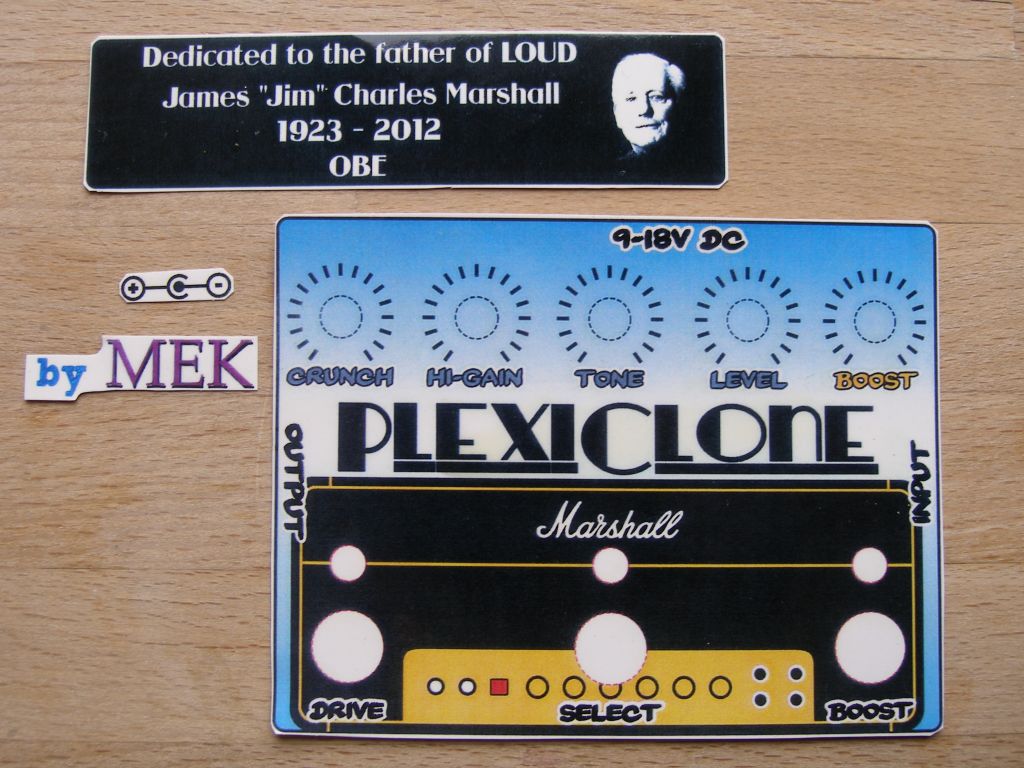 Dedicated to the father of LOUD
James "Jim" Charles Marshall
1923 - 2012
OBE
+ C -
by MEK
9-18V DC
CRUNCH HI-GAIN TONE LEVEL BOOST
PLEXICLONE
OUTPUT
INPUT
Marshall
DRIVE SELECT BOOST